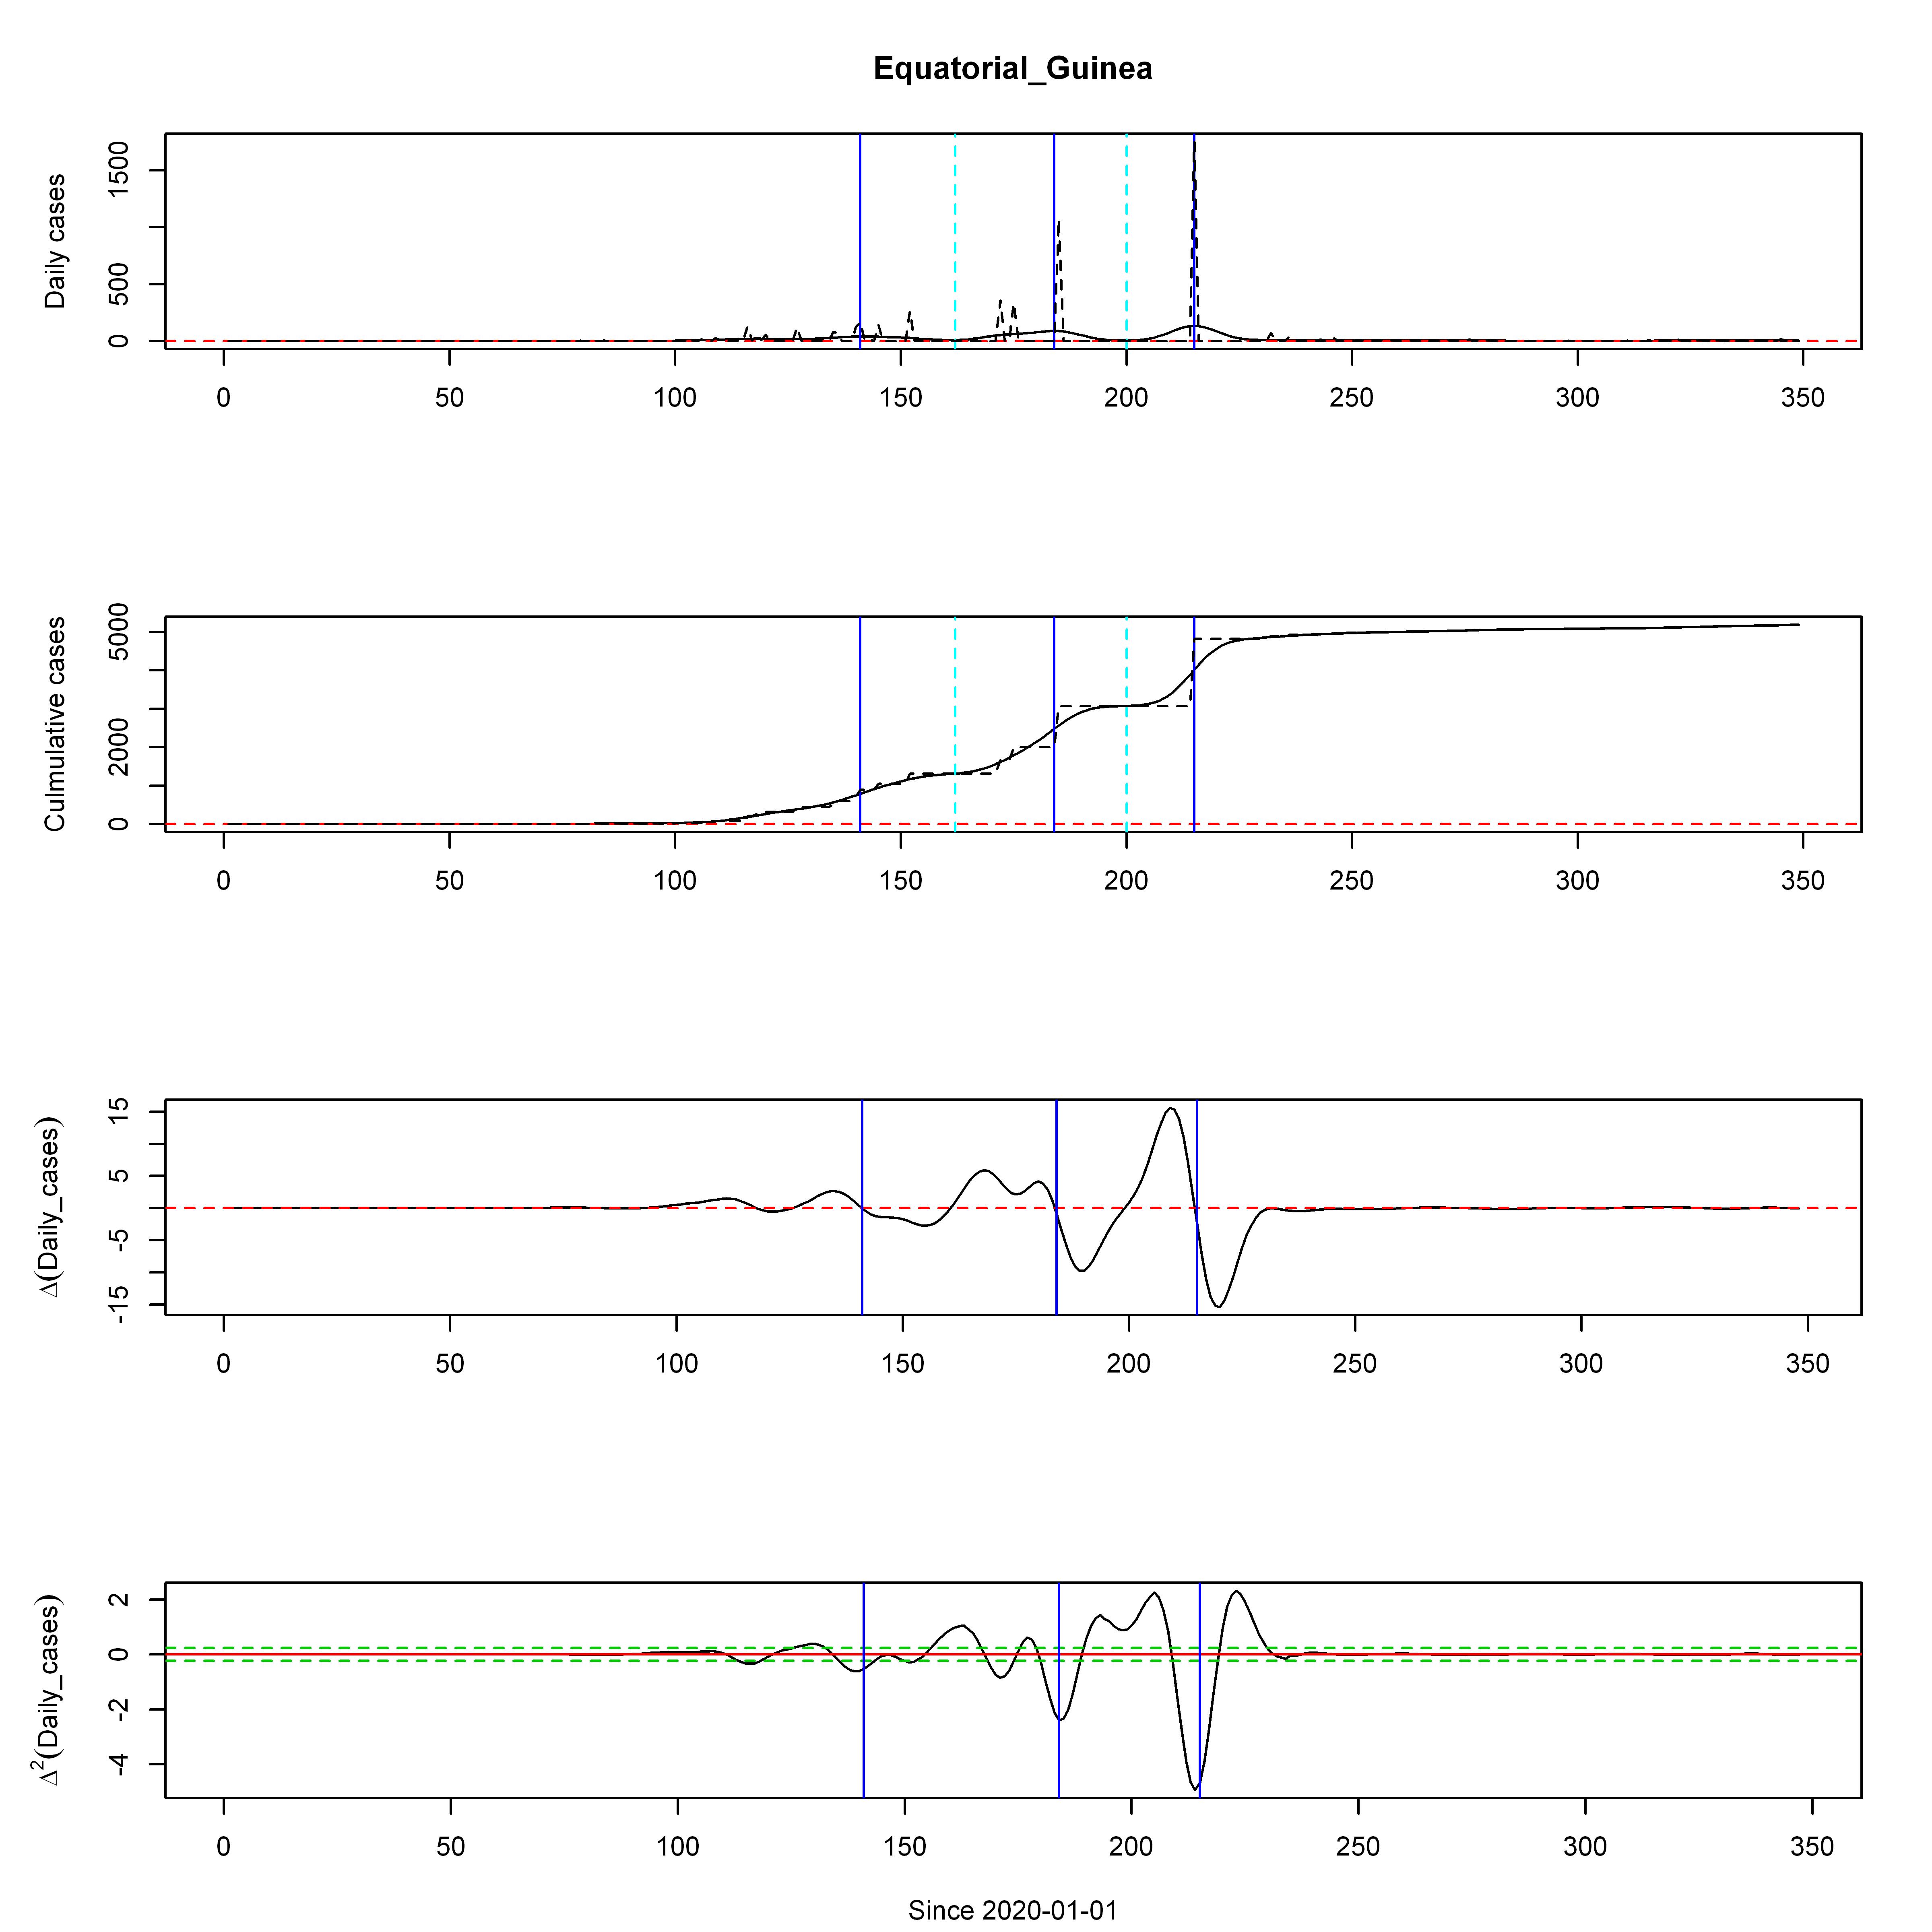 Equatorial_Guinea
Daily cases
0 500 1500
0 50 100 150 200 250 300 350
Culmulative cases
0 2000 5000
0 50 100 150 200 250 300 350
Δ(Daily_cases)
-15 -5 5 15
0 50 100 150 200 250 300 350
Δ²(Daily_cases)
-4 -2 0 2
0 50 100 150 200 250 300 350
Since 2020-01-01